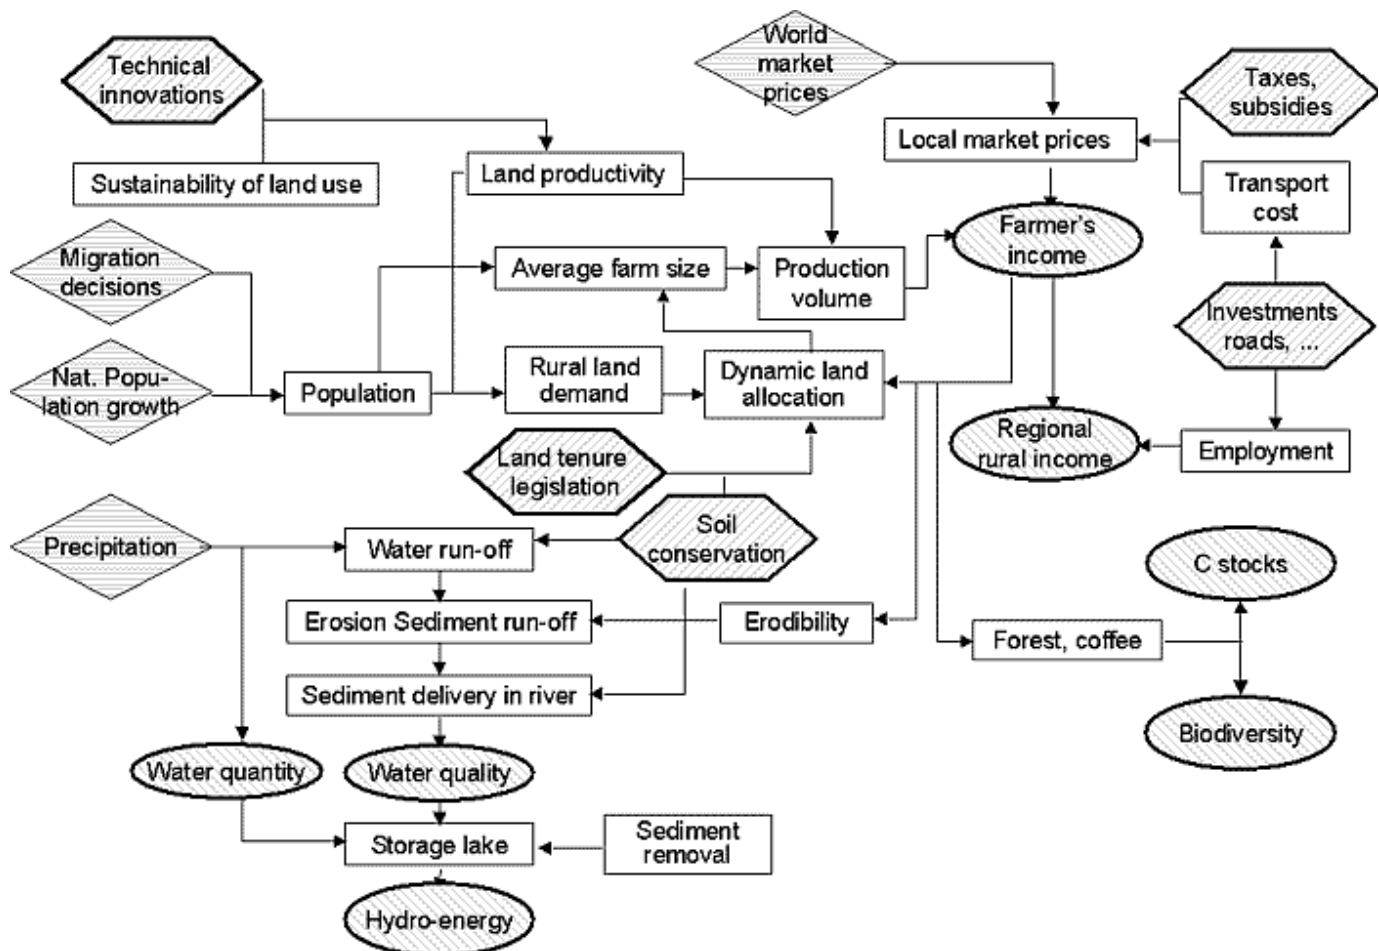 Technical
innovations
World
market
prices
Taxes,
subsidies
Local market prices
Sustainability of land use
Land productivity
Transport
cost
Migration
decisions
Average farm size
Production
volume
Farmer's
income
Investments
roads, ...
Nat. Popu-
lation growth
Population
Rural land
demand
Dynamic land
allocation
Regional
rural income
Employment
Land tenure
legislation
Precipitation
Water run-off
Soil
conservation
C stocks
Erosion Sediment run-off
Erodibility
Forest, coffee
Sediment delivery in river
Biodiversity
Water quantity
Water quality
Storage lake
Sediment
removal
Hydro-energy